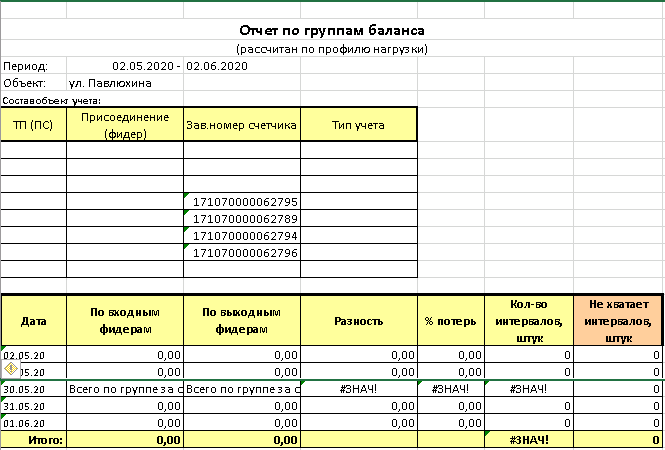 Отчет по группам баланса
(рассчитан по профилю нагрузки)
Период: 02.05.2020 - 02.06.2020
Объект: ул. Павлюхина
Состав объект учета:
ТП (ПС) Присоединение (фидер) Зав.номер счетчика Тип учета
171070000062795
171070000062789
171070000062794
171070000062796
Дата По входным фидерам По выходным фидерам Разность % потерь Кол-во интервалов, штук Не хватает интервалов, штук
02.05.20 0,00 0,00 0,00 0,00 0 0
05.20 0,00 0,00 0,00 0,00 0 0
30.05.20 Всего по группе за с Всего по группе за с #ЗНАЧ! #ЗНАЧ! #ЗНАЧ! 0
31.05.20 0,00 0,00 0,00 0,00 0 0
01.06.20 0,00 0,00 0,00 0,00 0 0
Итого: 0,00 0,00 #ЗНАЧ! 0